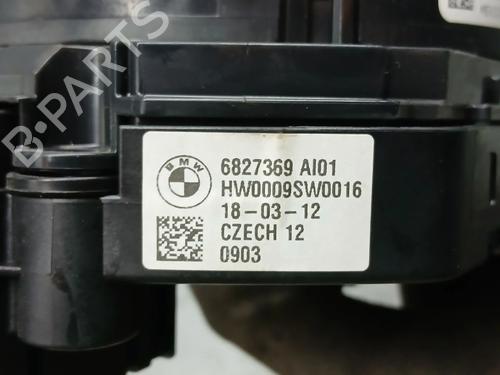 B-PARTS
BMW
6827369 AI01
HW0009SW0016
18-03-12
CZECH 12
0903